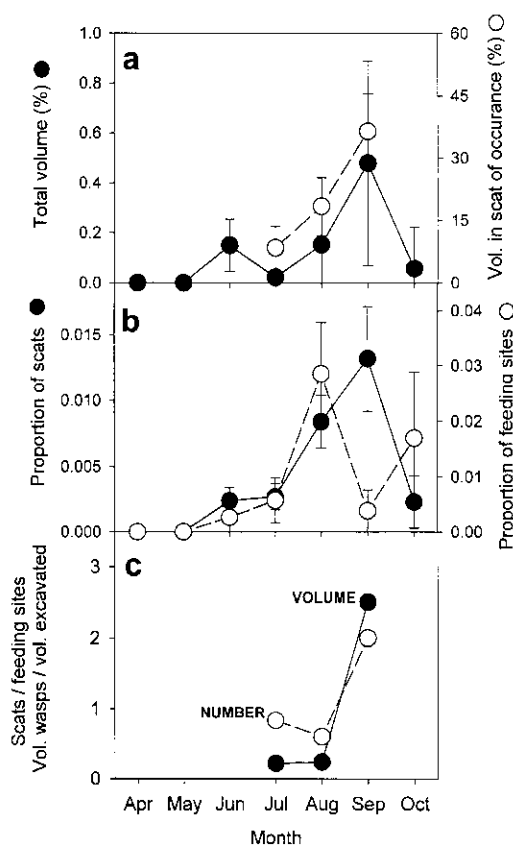 a
Total volume (%)
1.0
0.8
0.6
0.4
0.2
0.0
60
45
30
15
0
Vol. in scat of occurance (%)
b
Proportion of scats
0.015
0.010
0.005
0.000
0.04
0.03
0.02
0.01
0.00
Proportion of feeding sites
c
Scats / feeding sites
Vol. wasps / vol. excavated
3
2
1
0
VOLUME
NUMBER
Apr May Jun Jul Aug Sep Oct
Month